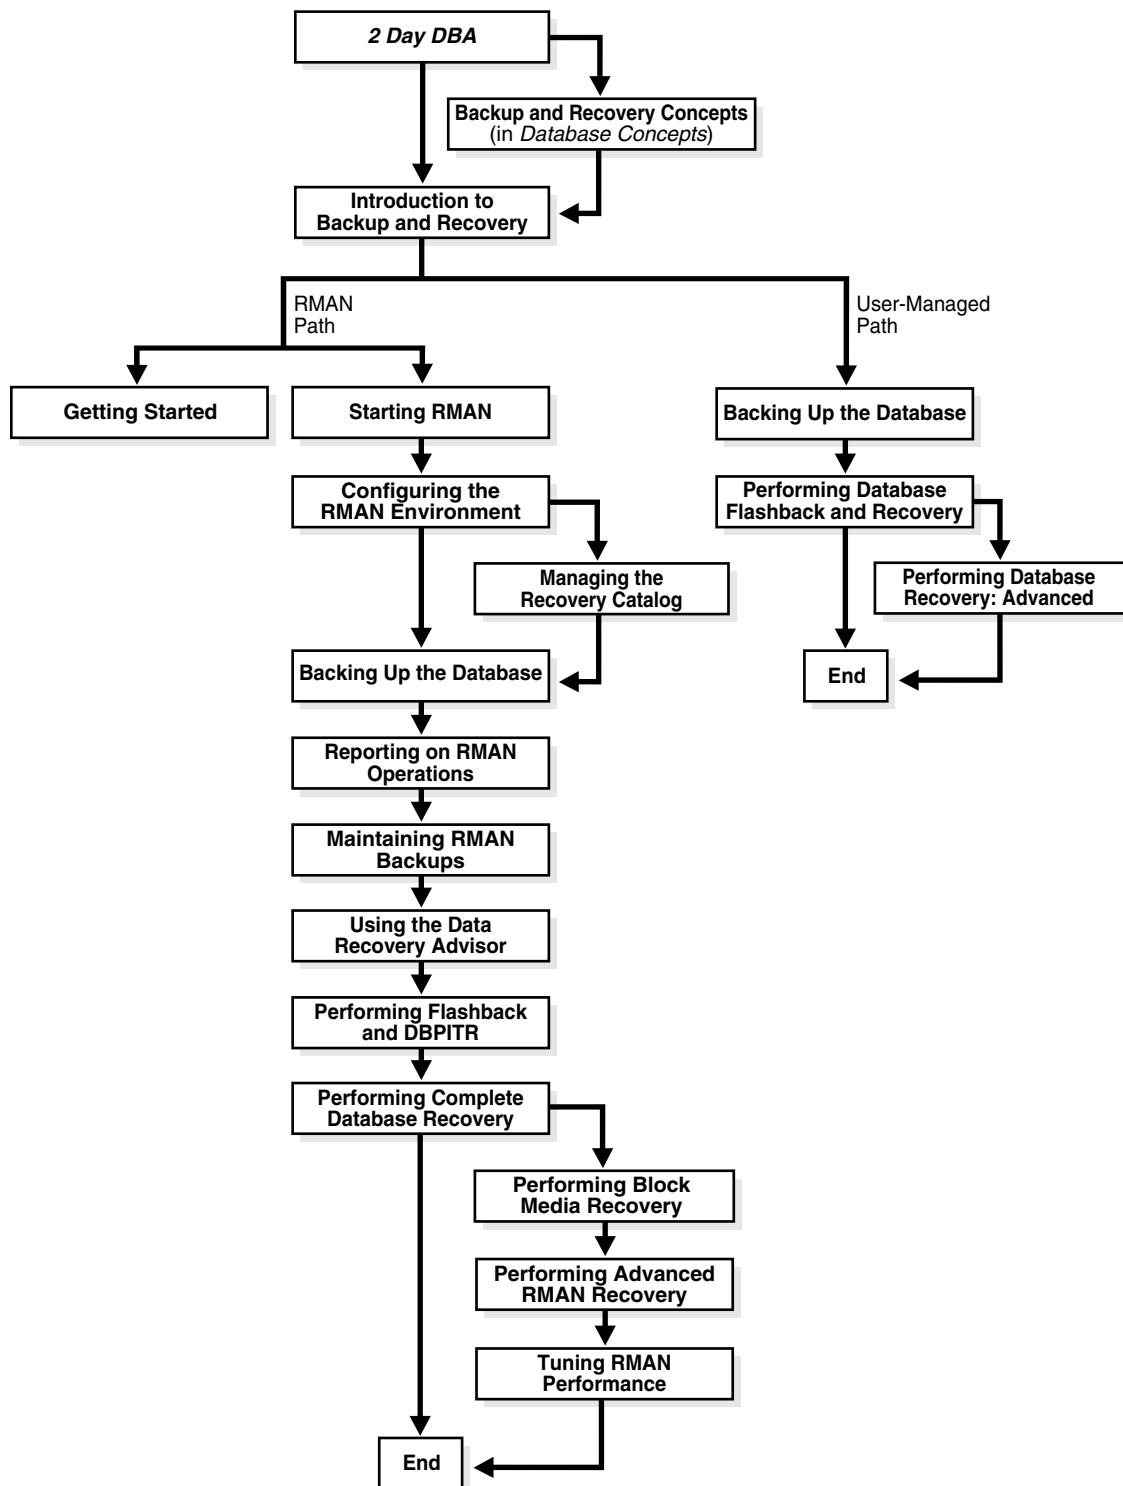 2 Day DBA
Backup and Recovery Concepts
(in Database Concepts)
Introduction to
Backup and Recovery
RMAN
Path
User-Managed
Path
Getting Started
Starting RMAN
Backing Up the Database
Configuring the
RMAN Environment
Performing Database
Flashback and Recovery
Managing the
Recovery Catalog
Performing Database
Recovery: Advanced
Backing Up the Database
End
Reporting on RMAN
Operations
Maintaining RMAN
Backups
Using the Data
Recovery Advisor
Performing Flashback
and DBPITR
Performing Complete
Database Recovery
Performing Block
Media Recovery
Performing Advanced
RMAN Recovery
Tuning RMAN
Performance
End